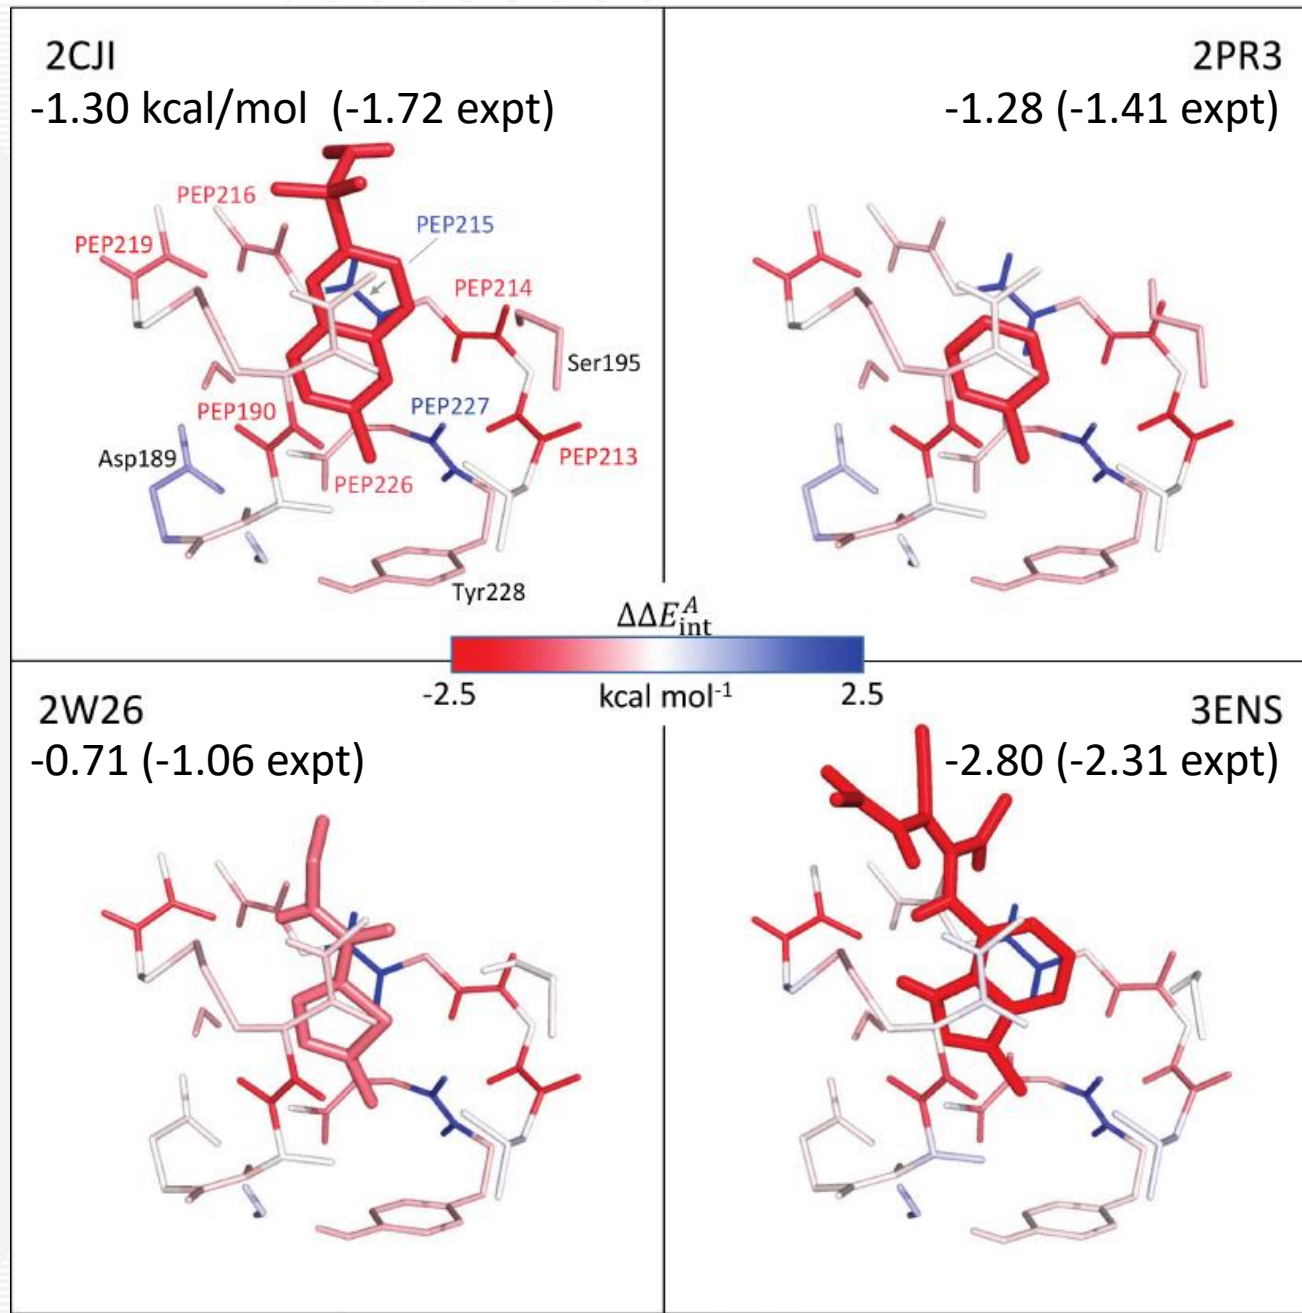 2CJI
-1.30 kcal/mol (-1.72 expt)
PEP216
PEP219
PEP215
PEP214
Ser195
PEP190
PEP227
Asp189
PEP213
PEP226
Tyr228
2PR3
-1.28 (-1.41 expt)
ΔΔE^A_int
-2.5 kcal mol⁻¹ 2.5
2W26
-0.71 (-1.06 expt)
3ENS
-2.80 (-2.31 expt)